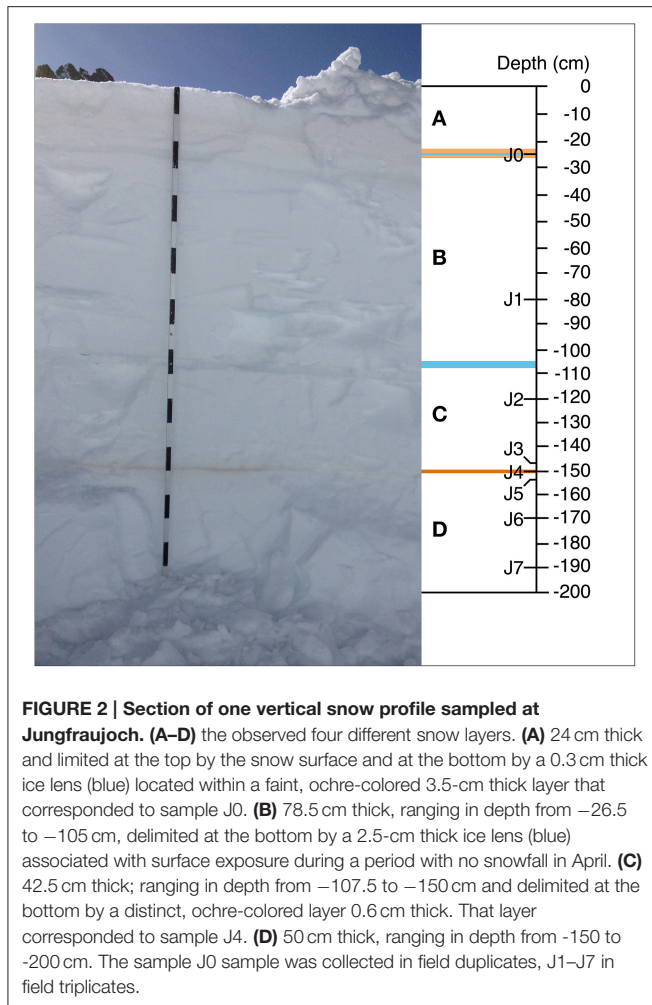 Depth (cm)
0
-10
A
-20
J0
-30
-40
-50
B
-60
-70
J1
-80
-90
-100
-110
J2
-120
C
-130
J3
-140
J4
-150
J5
-160
D
J6
-170
-180
J7
-190
-200
FIGURE 2 | Section of one vertical snow profile sampled at
Jungfraujoch. (A–D) the observed four different snow layers. (A) 24 cm thick
and limited at the top by the snow surface and at the bottom by a 0.3 cm thick
ice lens (blue) located within a faint, ochre-colored 3.5-cm thick layer that
corresponded to sample J0. (B) 78.5 cm thick, ranging in depth from −26.5
to −105 cm, delimited at the bottom by a 2.5-cm thick ice lens (blue)
associated with surface exposure during a period with no snowfall in April. (C)
42.5 cm thick; ranging in depth from −107.5 to −150 cm and delimited at the
bottom by a distinct, ochre-colored layer 0.6 cm thick. That layer
corresponded to sample J4. (D) 50 cm thick, ranging in depth from -150 to
-200 cm. The sample J0 sample was collected in field duplicates, J1–J7 in
field triplicates.